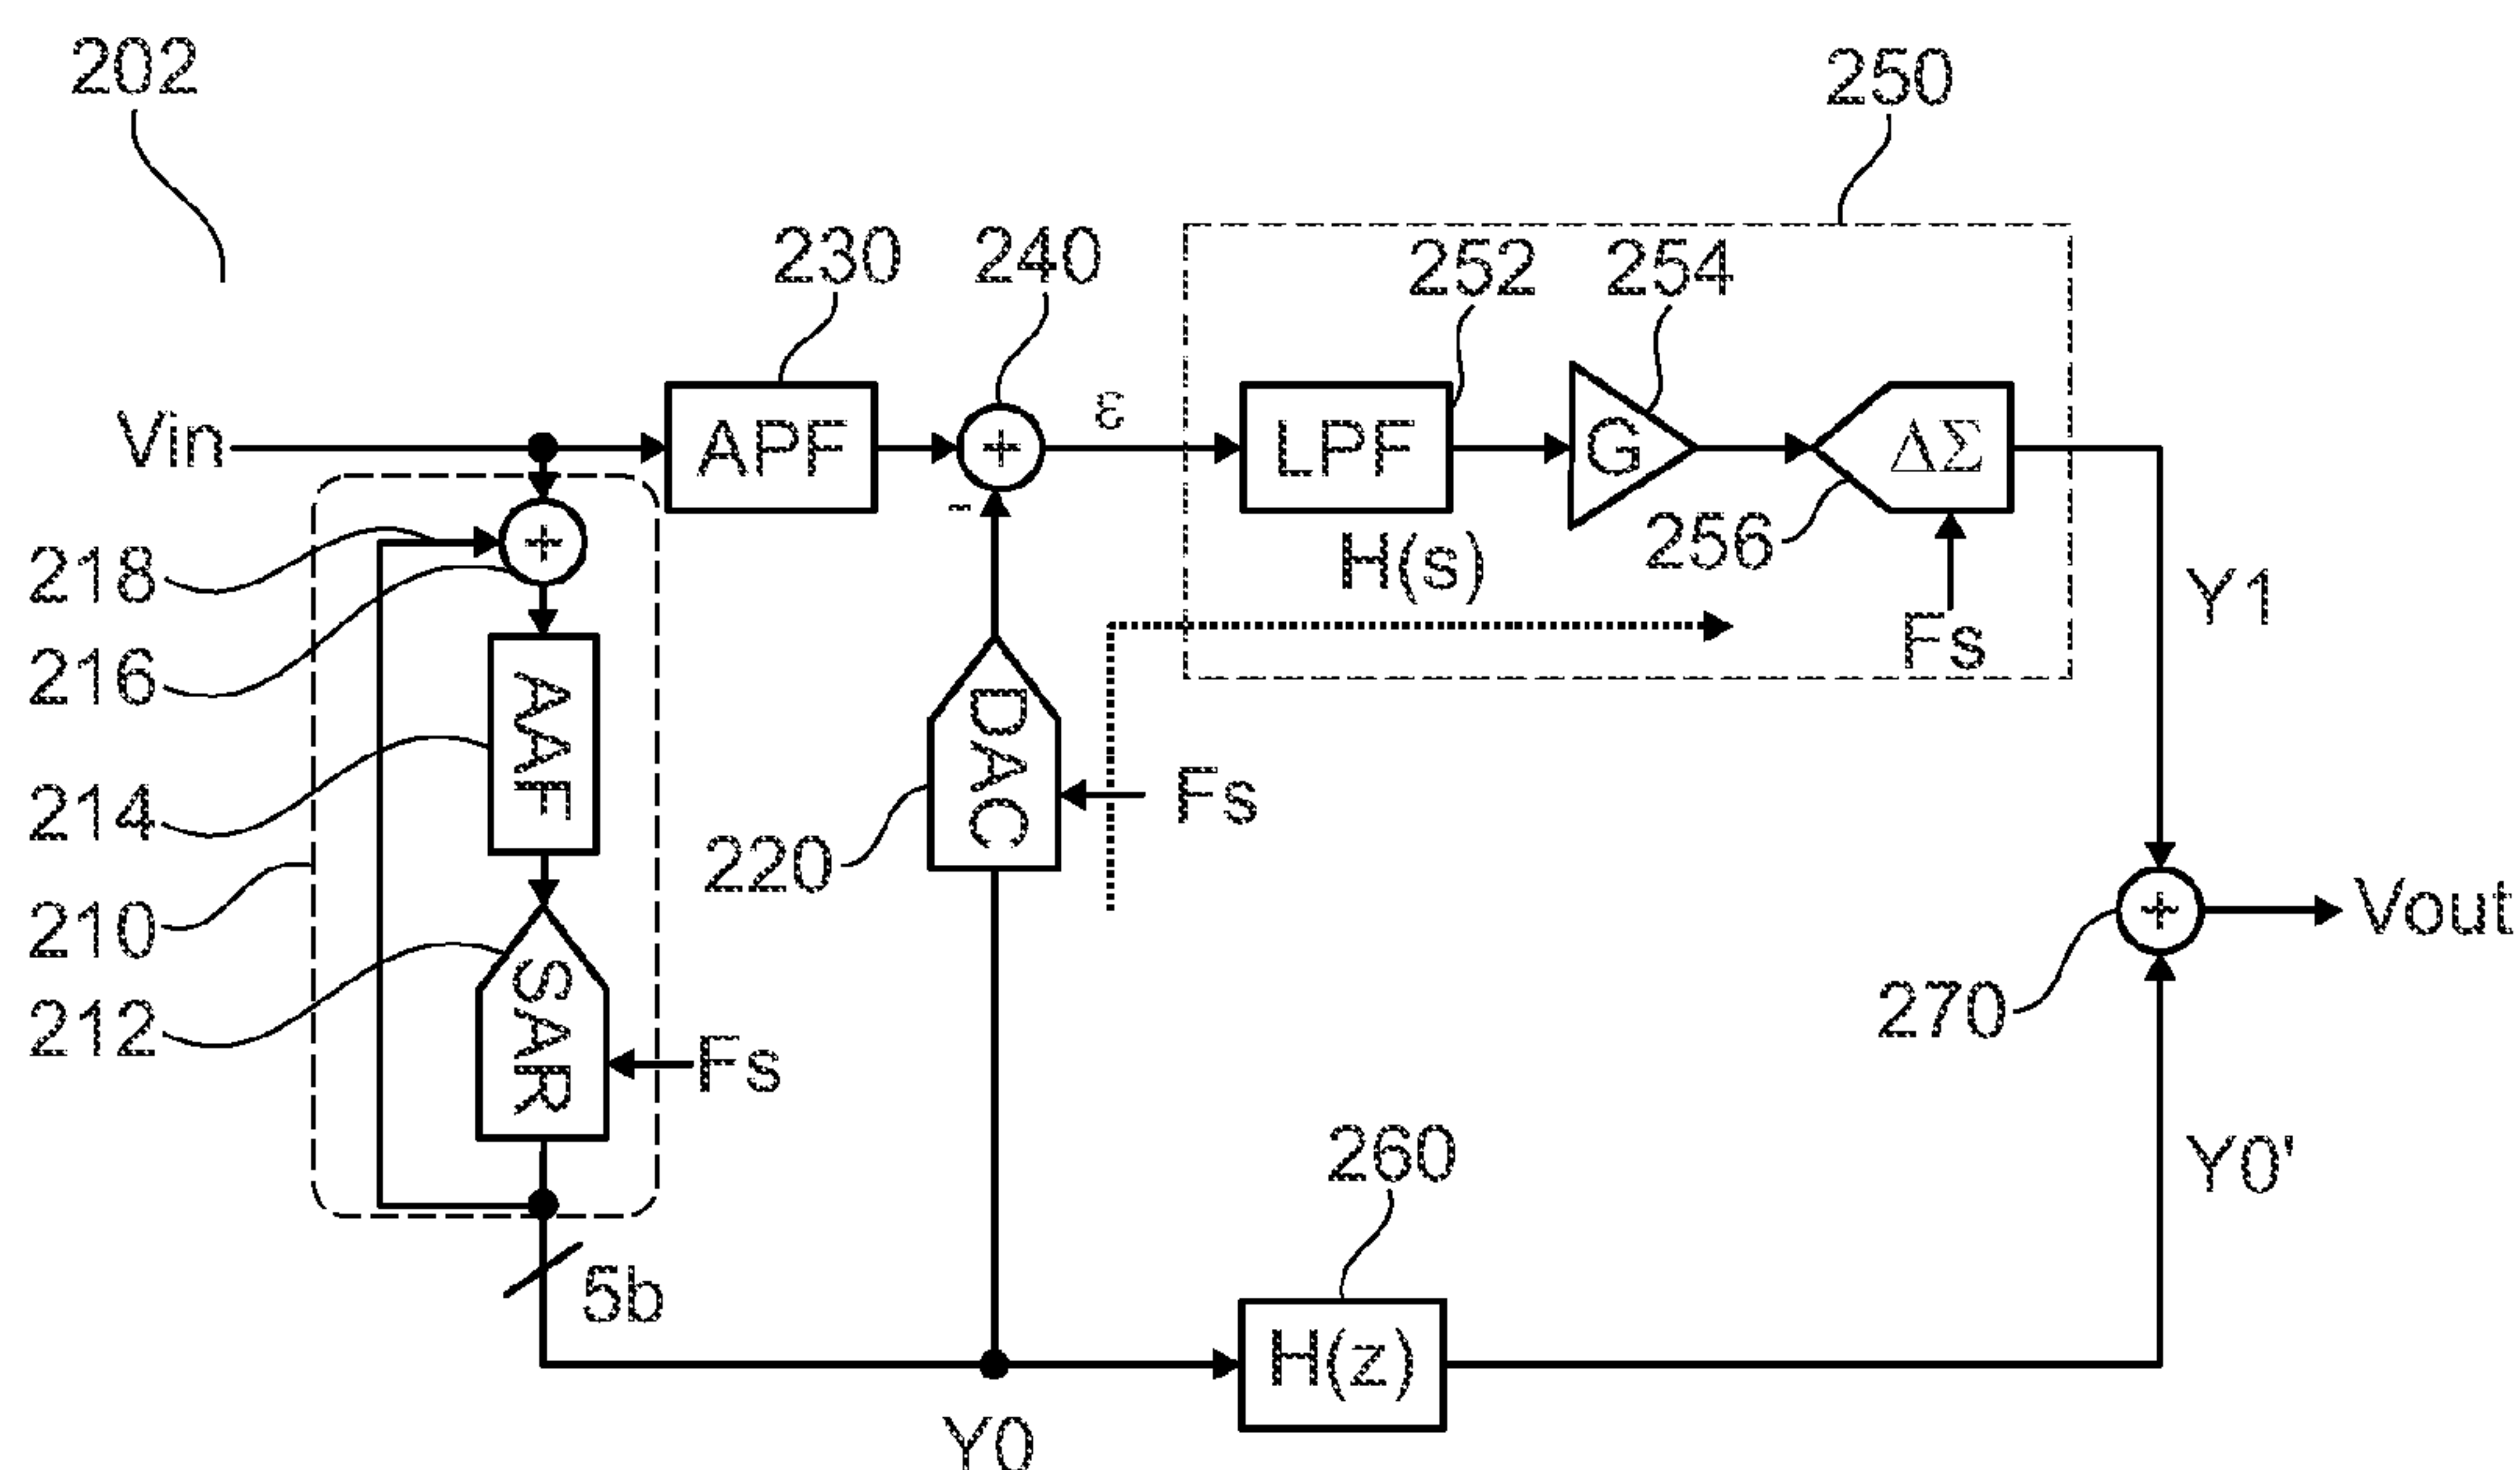 202
250
230
240
252
254
Vin
APF
+
ε
LPF
G
ΔΣ
-
218
+
256
H(s)
Y1
Fs
216
AAF
DAC
214
Fs
220
210
+
Vout
SAR
270
212
Fs
260
Y0'
5b
H(z)
Y0